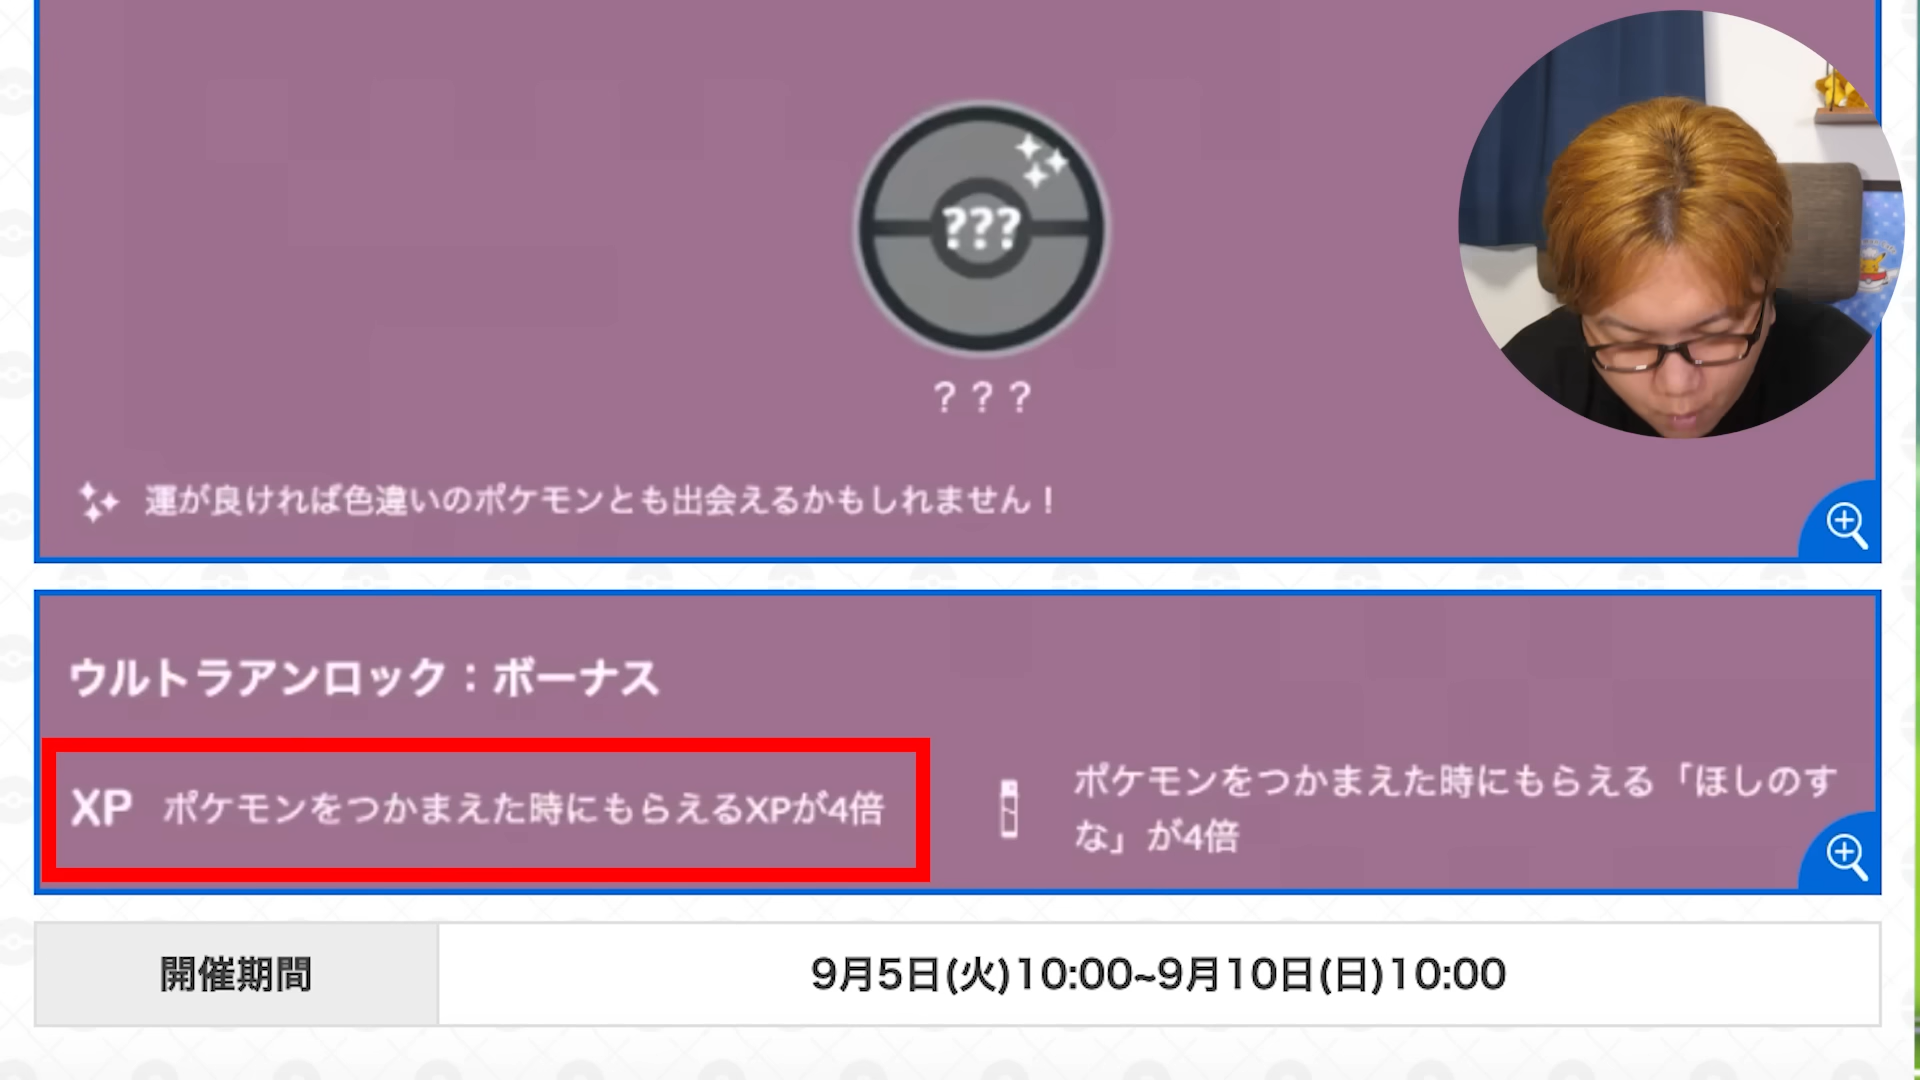 ???
？？？
運が良ければ色違いのポケモンとも出会えるかもしれません！
ウルトラアンロック：ボーナス
XP ポケモンをつかまえた時にもらえるXPが4倍
ポケモンをつかまえた時にもらえる「ほしのす
な」が4倍
開催期間
9月5日(火)10:00~9月10日(日)10:00